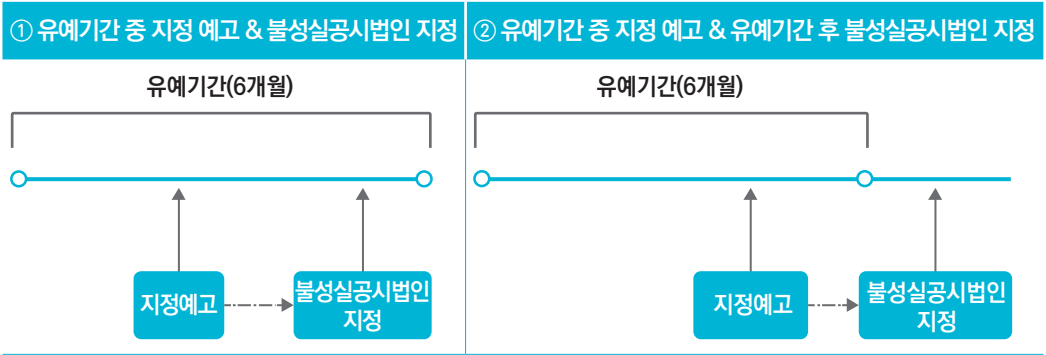 ① 유예기간 중 지정 예고 & 불성실공시법인 지정
② 유예기간 중 지정 예고 & 유예기간 후 불성실공시법인 지정
유예기간(6개월)
유예기간(6개월)
지정예고
불성실공시법인
지정
지정예고
불성실공시법인
지정